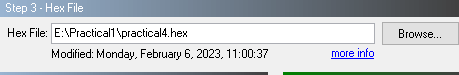 Step 3 - Hex File
Hex File: E:\Practical1\practical4.hex Browse...
Modified: Monday, February 6, 2023, 11:00:37 more info